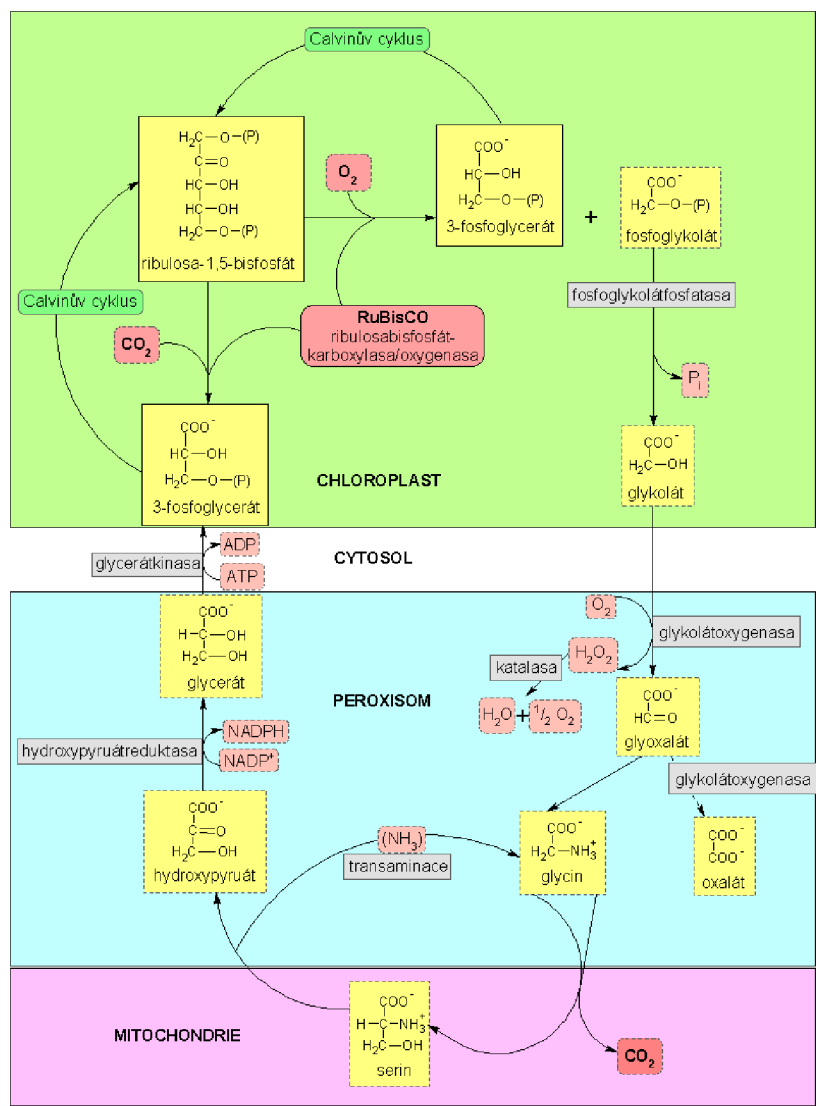 Calvinův cyklus
H₂C—O—(P)
C=O
HC—OH
HC—OH
H₂C—O—(P)
ribulosa-1,5-bisfosfát
O₂
COO⁻
HC—OH
H₂C—O—(P)
3-fosfoglycerát
+
COO⁻
H₂C—O—(P)
fosfoglykolát
Calvinův cyklus
CO₂
RuBisCO
ribulosabisfosfát-
karboxylasa/oxygenasa
fosfoglykolátfosfatasa
Pᵢ
COO⁻
HC—OH
H₂C—O—(P)
3-fosfoglycerát
CHLOROPLAST
COO⁻
H₂C—OH
glykolát
glycerátkinasa
ADP
ATP
CYTOSOL
COO⁻
H—C—OH
H₂C—OH
glycerát
PEROXISOM
O₂
glykolátoxygenasa
H₂O₂
katalasa
H₂O+¹/₂ O₂
COO⁻
HC=O
glyoxalát
hydroxypyruátreduktasa
NADPH
NADP⁺
glykolátoxygenasa
COO⁻
C=O
H₂C—OH
hydroxypyruát
(NH₃)
transaminace
COO⁻
H₂C—NH₃⁺
glycin
COO⁻
COO⁻
oxalát
MITOCHONDRIE
COO⁻
H—C—NH₃⁺
H₂C—OH
serin
CO₂